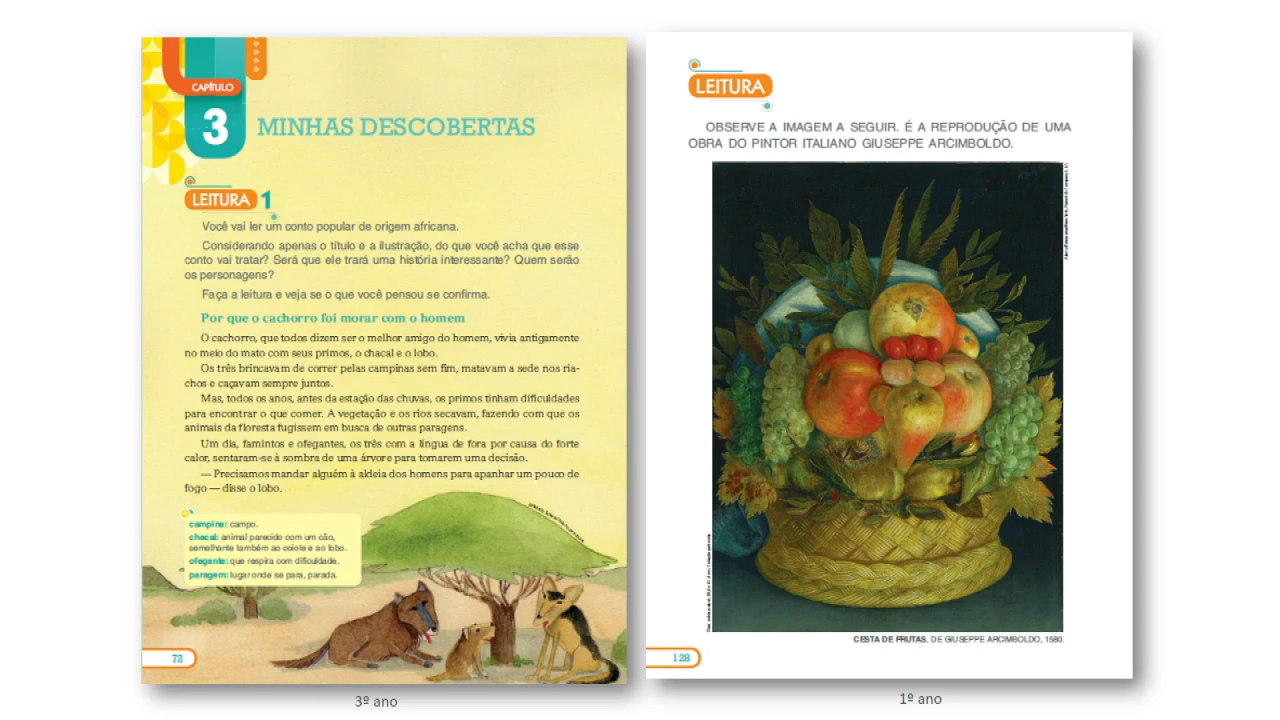 CAPÍTULO
3
MINHAS DESCOBERTAS
LEITURA 1
Você vai ler um conto popular de origem africana.
Considerando apenas o título e a ilustração, do que você acha que esse
conto vai tratar? Será que ele trará uma história interessante? Quem serão
os personagens?
Faça a leitura e veja se o que você pensou se confirma.
Por que o cachorro foi morar com o homem
O cachorro, que todos dizem ser o melhor amigo do homem, vivia antigamente
no meio do mato com seus primos, o chacal e o lobo.
Os três brincavam de correr pelas campinas sem fim, matavam a sede nos ria-
chos e caçavam sempre juntos.
Mas, todos os anos, antes da estação das chuvas, os primos tinham dificuldades
para encontrar o que comer. A vegetação e os rios secavam, fazendo com que os
animais da floresta fugissem em busca de outras paragens.
Um dia, famintos e ofegantes, os três com a língua de fora por causa do forte
calor, sentaram-se à sombra de uma árvore para tomarem uma decisão.
— Precisamos mandar alguém à aldeia dos homens para apanhar um pouco de
fogo — disse o lobo.
campina: campo.
chacal: animal parecido com um cão,
semelhante também ao coiote e ao lobo.
ofegante: que respira com dificuldade.
paragem: lugar onde se para, parada.
72
3º ano
LEITURA
OBSERVE A IMAGEM A SEGUIR. É A REPRODUÇÃO DE UMA
OBRA DO PINTOR ITALIANO GIUSEPPE ARCIMBOLDO.
CESTA DE FRUTAS, DE GIUSEPPE ARCIMBOLDO, 1580.
128
1º ano